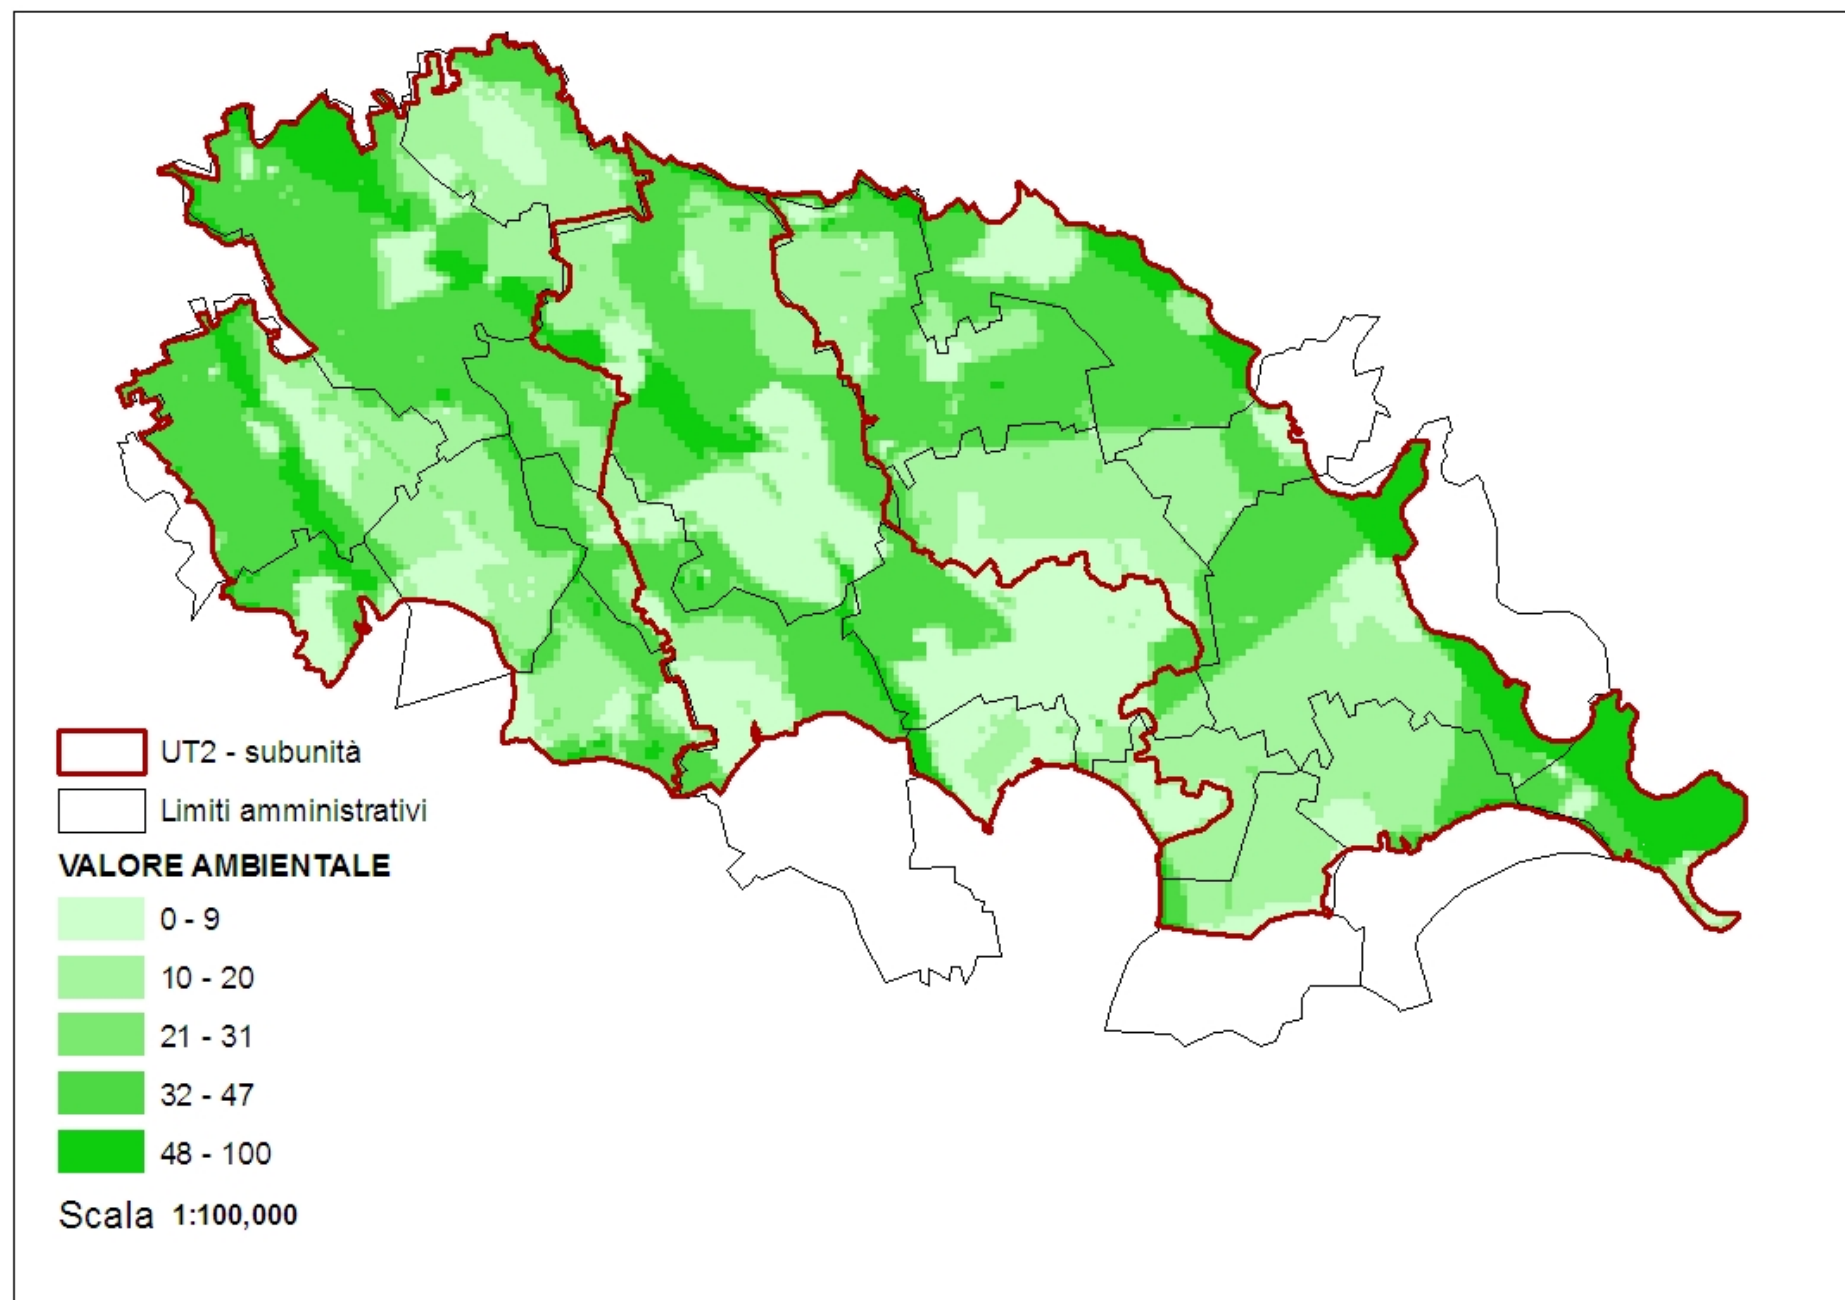 UT2 - subunità
Limiti amministrativi
VALORE AMBIENTALE
0 - 9
10 - 20
21 - 31
32 - 47
48 - 100
Scala 1:100,000